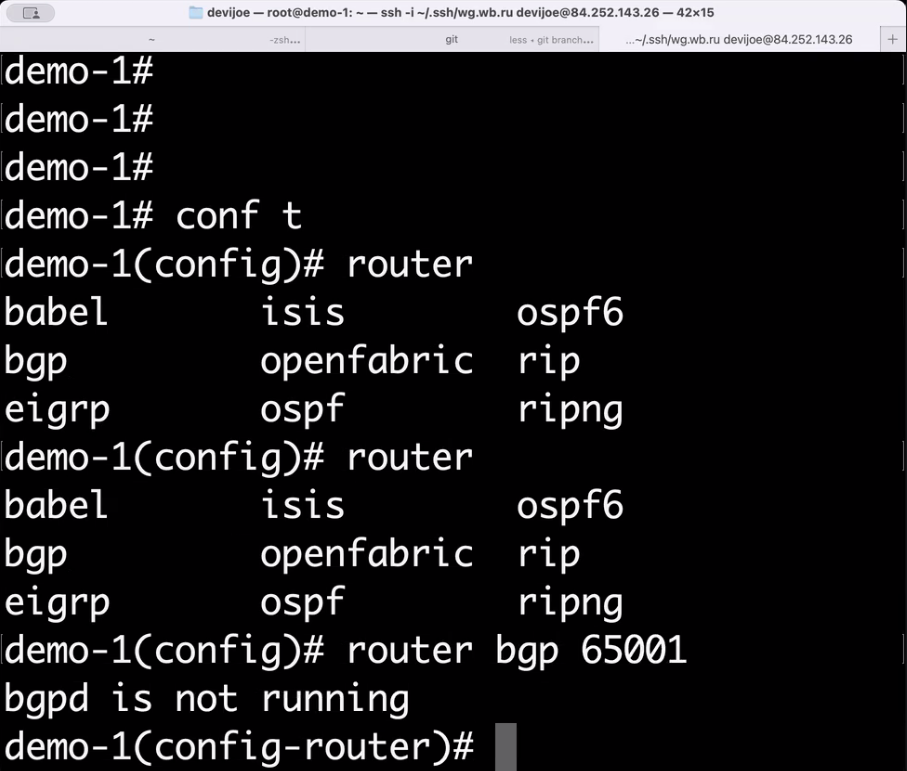 devijoe — root@demo-1: ~ — ssh -i ~/.ssh/wg.wb.ru devijoe@84.252.143.26 — 42×15
~ -zsh... git less ◂ git branch... ...~/.ssh/wg.wb.ru devijoe@84.252.143.26 +
demo-1#
demo-1#
demo-1#
demo-1# conf t
demo-1(config)# router
babel isis ospf6
bgp openfabric rip
eigrp ospf ripng
demo-1(config)# router
babel isis ospf6
bgp openfabric rip
eigrp ospf ripng
demo-1(config)# router bgp 65001
bgpd is not running
demo-1(config-router)#